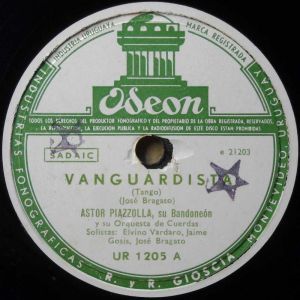 INDUSTRIA URUGUAYA
MARCA REGISTRADA
Odeon
TODOS LOS DERECHOS DEL PRODUCTOR FONOGRAFICO Y DEL PROPIETARIO DE LA OBRA GRABADA, RESERVADOS.
LA REPRODUCCION, LA EJECUCION PUBLICA Y LA RADIODIFUSION DE ESTE DISCO ESTAN PROHIBIDAS
SADAIC
e 21203
VANGUARDISTA
(Tango)
(José Bragato)
ASTOR PIAZZOLLA, su Bandoneón
y su Orquesta de Cuerdas
Solistas: Elvino Vardaro, Jaime
Gosis, José Bragato
UR 1205 A
INDUSTRIAS FONOGRAFICAS R. y R. GIOSCIA MONTEVIDEO, URUGUAY